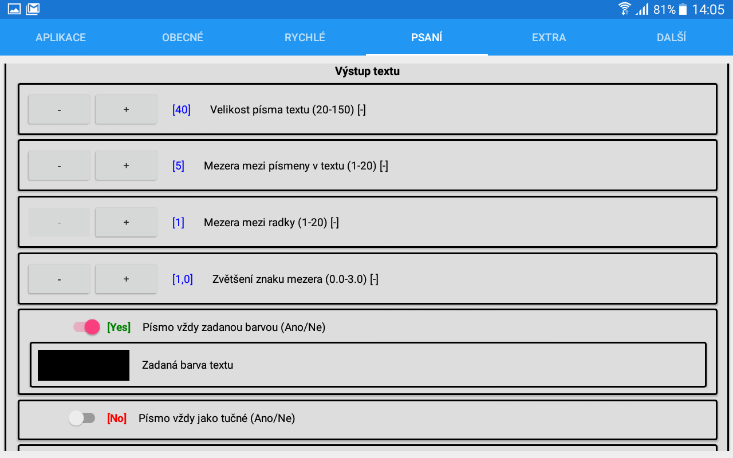 81% 14:05
APLIKACE OBECNÉ RYCHLÉ PSANÍ EXTRA DALŠÍ
Výstup textu
- + [40] Velikost písma textu (20-150) [-]
- + [5] Mezera mezi písmeny v textu (1-20) [-]
- + [1] Mezera mezi radky (1-20) [-]
- + [1,0] Zvětšení znaku mezera (0.0-3.0) [-]
[Yes] Písmo vždy zadanou barvou (Ano/Ne)
Zadaná barva textu
[No] Písmo vždy jako tučné (Ano/Ne)